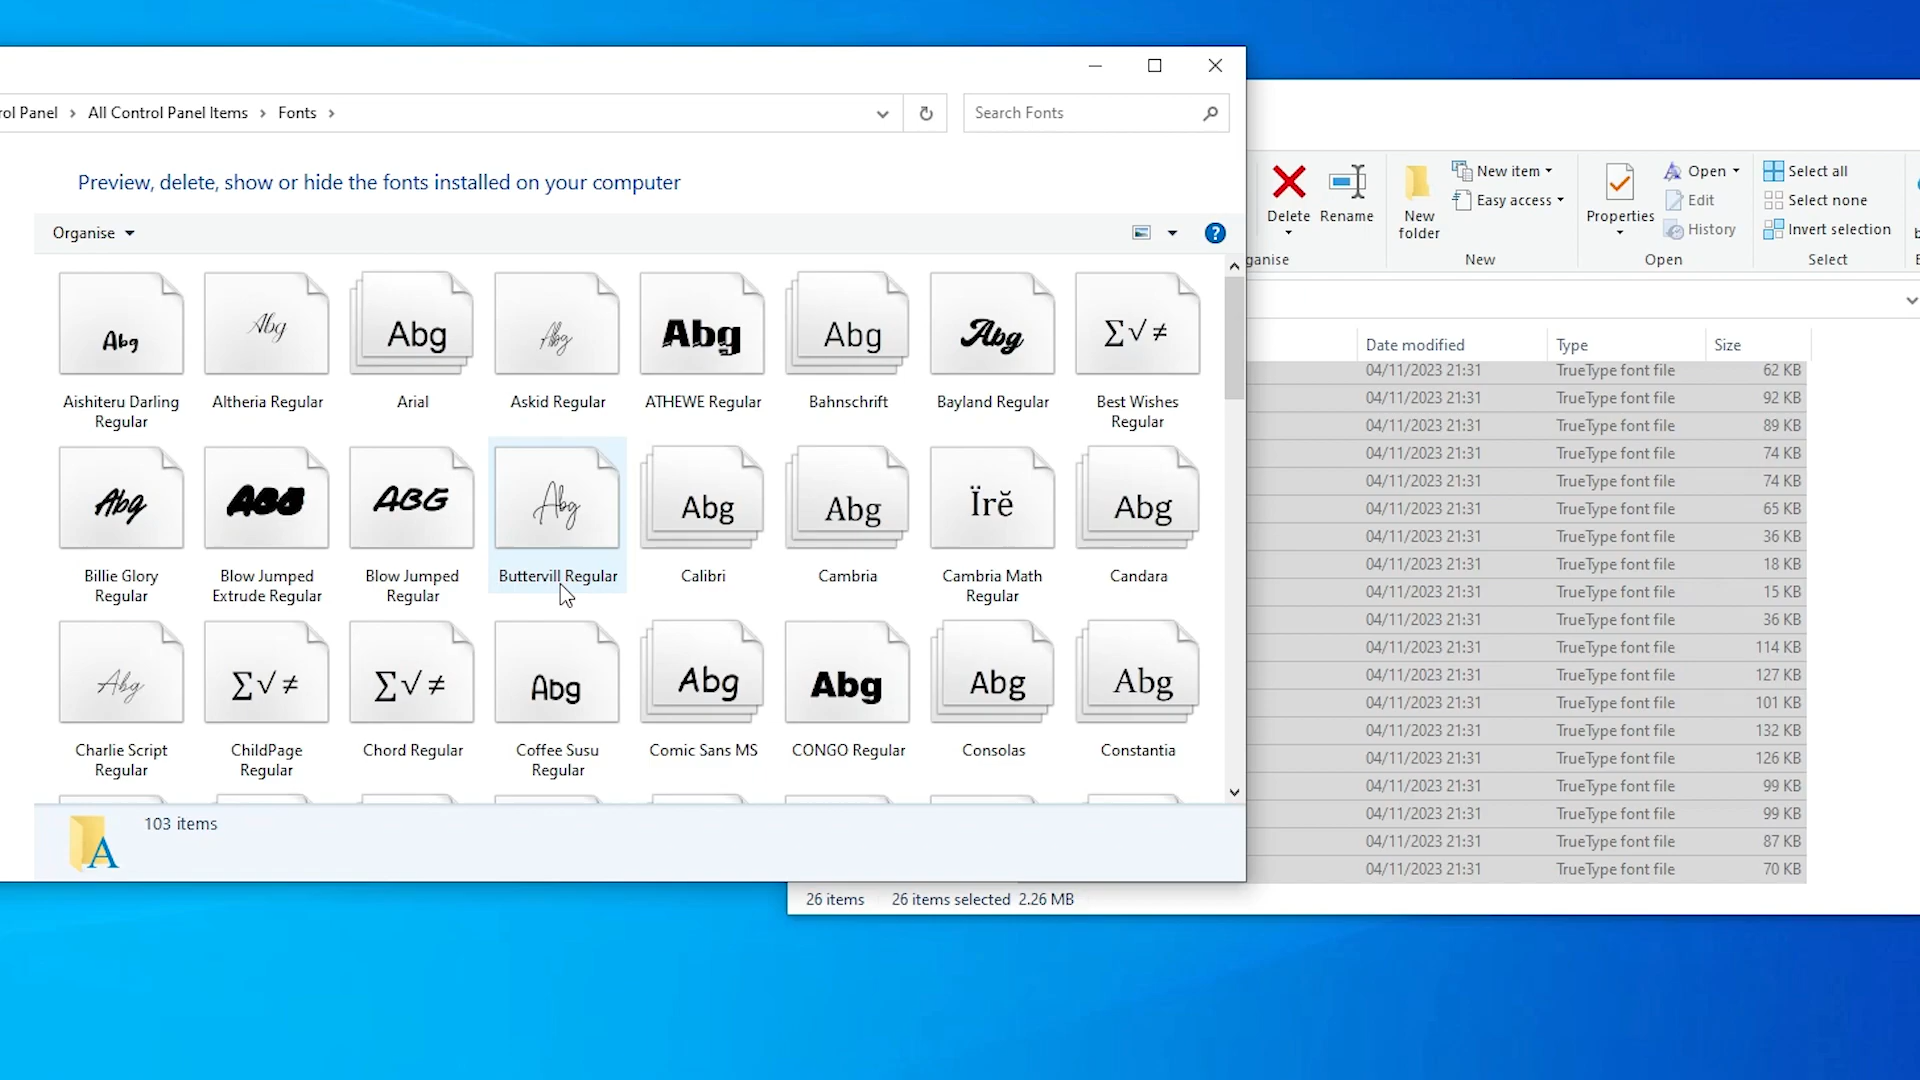 rol Panel > All Control Panel Items > Fonts >
Search Fonts
Preview, delete, show or hide the fonts installed on your computer
Organise
?
Abg Abg Abg Abg Abg Abg Abg ∑√≠
Aishiteru Darling Regular
Altheria Regular
Arial
Askid Regular
ATHEWE Regular
Bahnschrift
Bayland Regular
Best Wishes Regular
Abg ABG ABG Abg Abg Abg Ïrĕ Abg
Billie Glory Regular
Blow Jumped Extrude Regular
Blow Jumped Regular
Buttervill Regular
Calibri
Cambria
Cambria Math Regular
Candara
Abg ∑√≠ ∑√≠ Abg Abg Abg Abg Abg
Charlie Script Regular
ChildPage Regular
Chord Regular
Coffee Susu Regular
Comic Sans MS
CONGO Regular
Consolas
Constantia
A
103 items
Delete
Rename
ganise
New folder
New item
Easy access
New
Properties
Open
Edit
History
Open
Select all
Select none
Invert selection
Select
Date modified Type Size
04/11/2023 21:31 TrueType font file 62 KB
04/11/2023 21:31 TrueType font file 92 KB
04/11/2023 21:31 TrueType font file 89 KB
04/11/2023 21:31 TrueType font file 74 KB
04/11/2023 21:31 TrueType font file 74 KB
04/11/2023 21:31 TrueType font file 65 KB
04/11/2023 21:31 TrueType font file 36 KB
04/11/2023 21:31 TrueType font file 18 KB
04/11/2023 21:31 TrueType font file 15 KB
04/11/2023 21:31 TrueType font file 36 KB
04/11/2023 21:31 TrueType font file 114 KB
04/11/2023 21:31 TrueType font file 127 KB
04/11/2023 21:31 TrueType font file 101 KB
04/11/2023 21:31 TrueType font file 132 KB
04/11/2023 21:31 TrueType font file 126 KB
04/11/2023 21:31 TrueType font file 99 KB
04/11/2023 21:31 TrueType font file 99 KB
04/11/2023 21:31 TrueType font file 87 KB
04/11/2023 21:31 TrueType font file 70 KB
26 items 26 items selected 2.26 MB